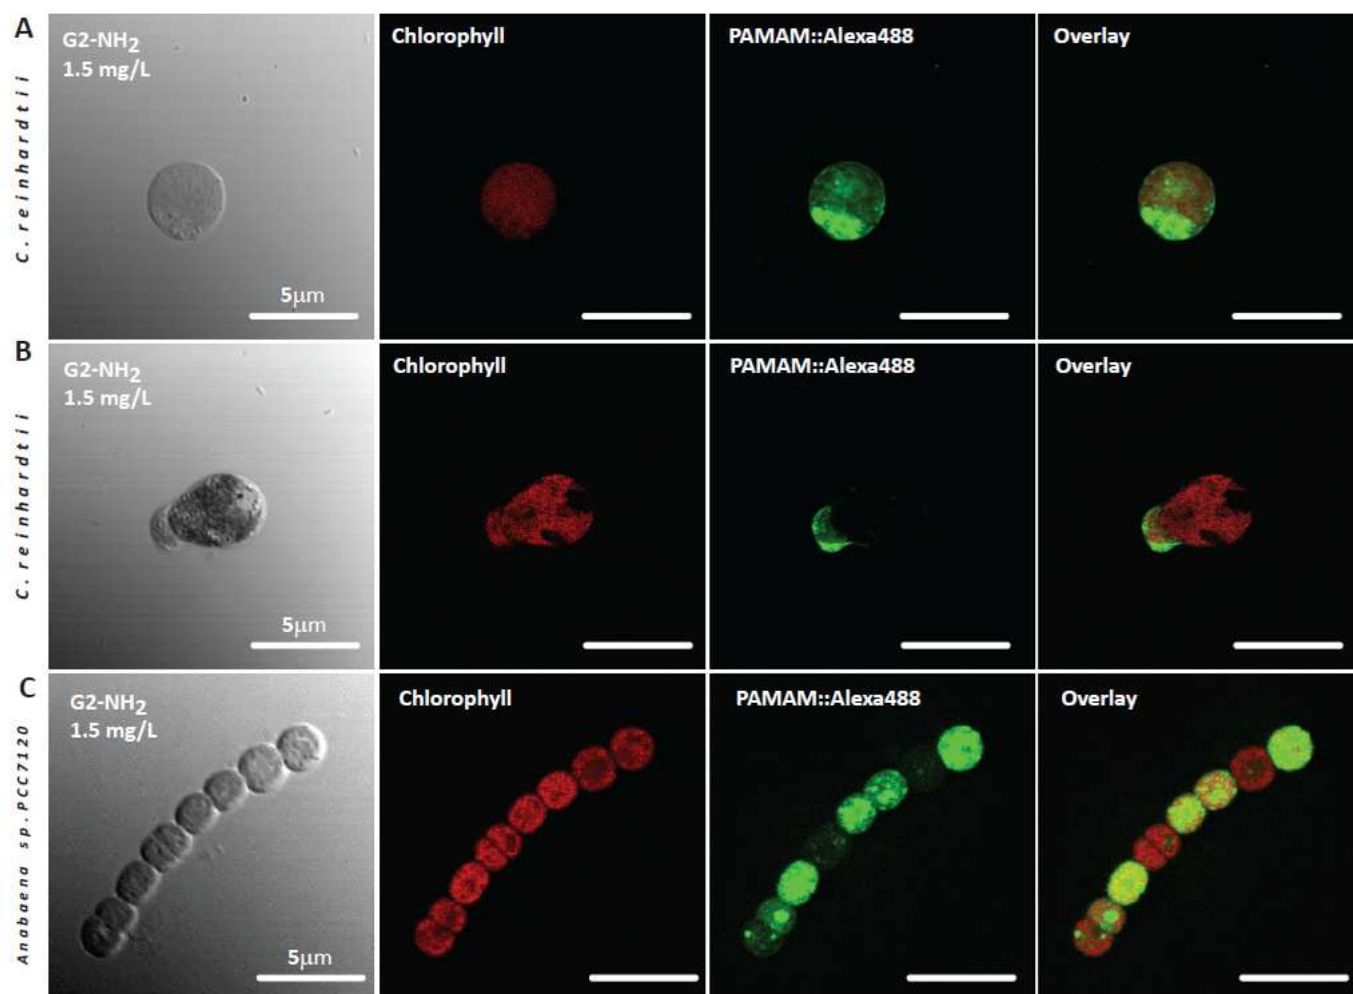 A
C. reinhardtii
G2-NH2
1.5 mg/L
5μm
Chlorophyll
PAMAM::Alexa488
Overlay
B
C. reinhardtii
G2-NH2
1.5 mg/L
5μm
Chlorophyll
PAMAM::Alexa488
Overlay
C
Anabaena sp. PCC7120
G2-NH2
1.5 mg/L
5μm
Chlorophyll
PAMAM::Alexa488
Overlay